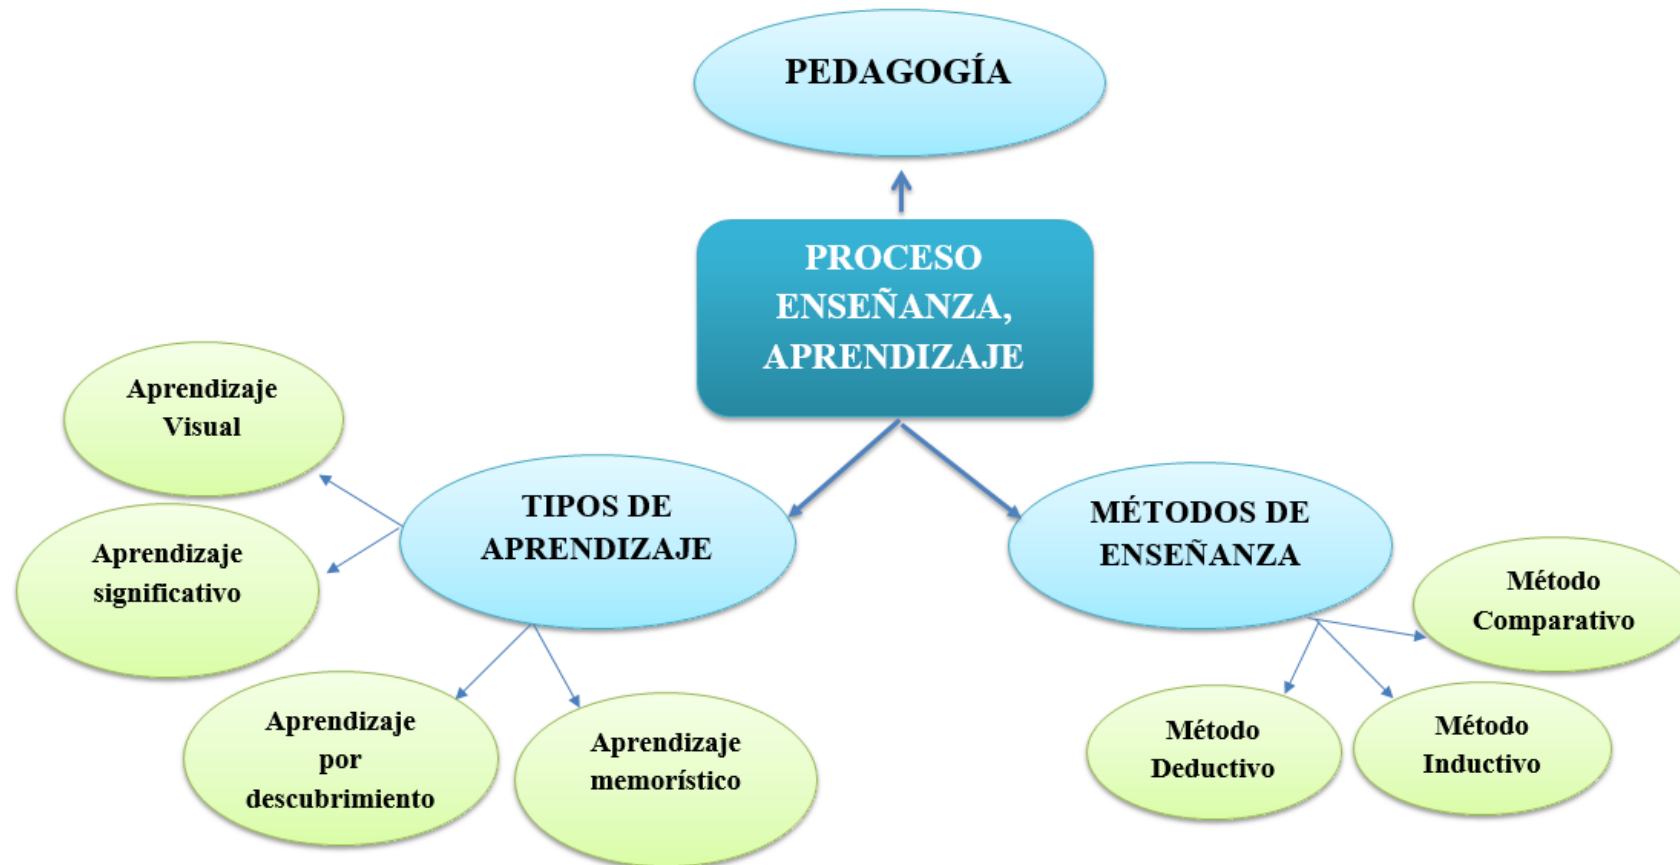 PEDAGOGÍA
PROCESO
ENSEÑANZA,
APRENDIZAJE
Aprendizaje
Visual
TIPOS DE
APRENDIZAJE
MÉTODOS DE
ENSEÑANZA
Aprendizaje
significativo
Método
Comparativo
Aprendizaje
por
descubrimiento
Aprendizaje
memorístico
Método
Deductivo
Método
Inductivo